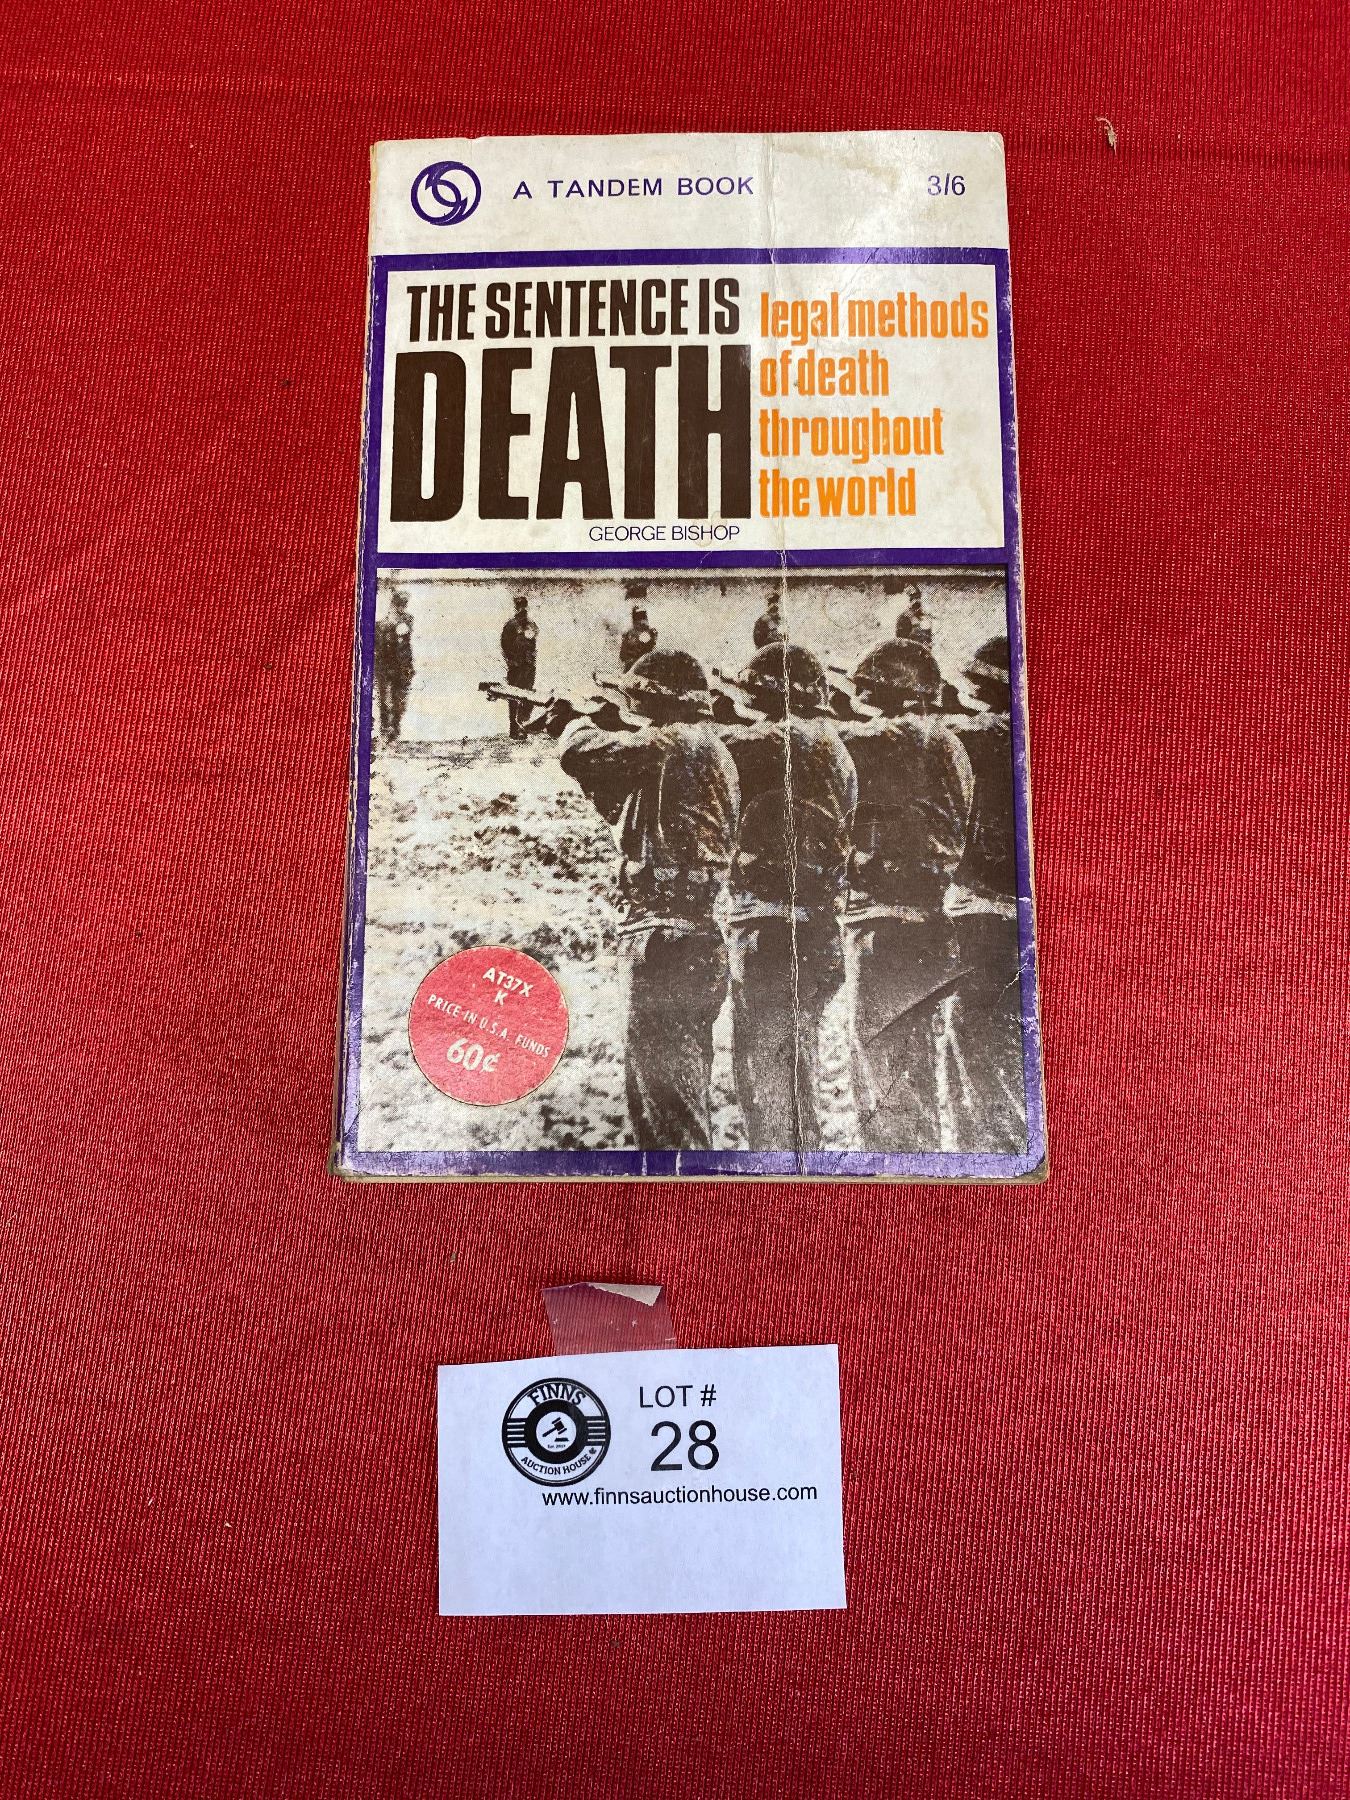 A TANDEM BOOK
3/6
THE SENTENCE IS
DEATH
legal methods
of death
throughout
the world
GEORGE BISHOP
AT37X
K
PRICE IN U.S.A. FUNDS
60¢
FINNS
AUCTION HOUSE
LOT #
28
www.finnsauctionhouse.com